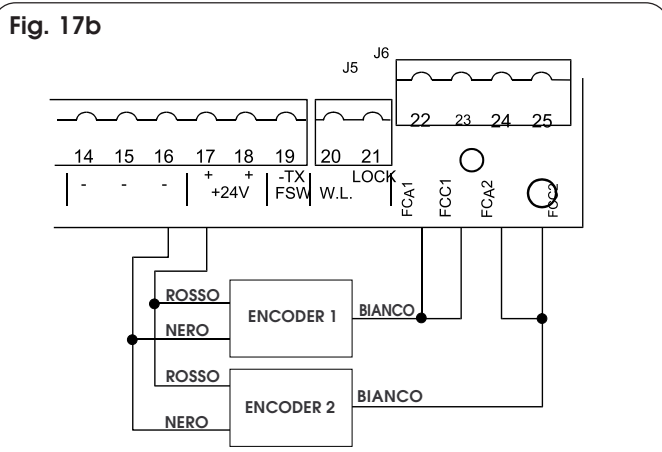 Fig. 17b
J5 J6
22 23 24 25
14 15 16 17 18 19 20 21
- - - + + -TX LOCK
+24V FSW W.L.
FCA1 FCC1 FCA2 FCC2
ROSSO
ENCODER 1 BIANCO
NERO
ROSSO
ENCODER 2 BIANCO
NERO